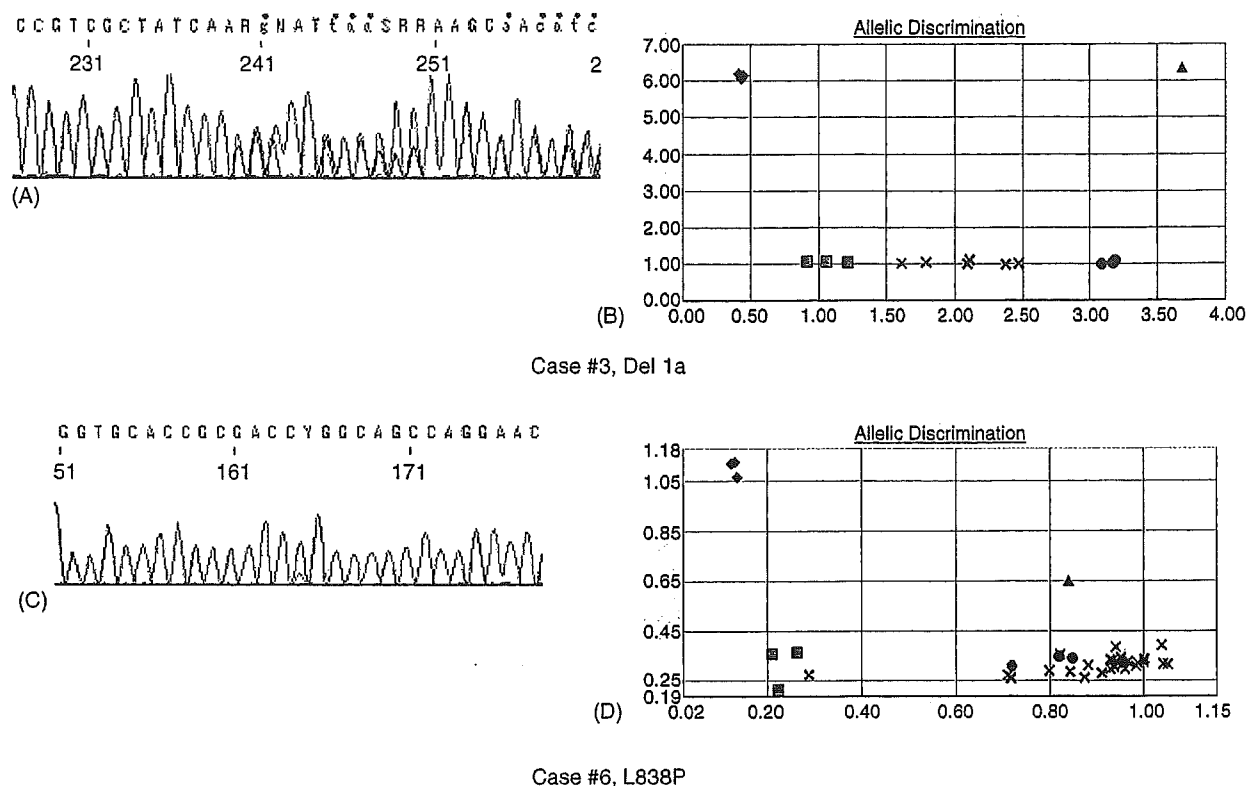 C C G T C G C T A T C A A R g N A T t a a S R R A A G C a A c a t c
231 241 251 2
(A)
Allelic Discrimination
7.00
6.00
5.00
4.00
3.00
2.00
1.00
0.00
0.00 0.50 1.00 1.50 2.00 2.50 3.00 3.50 4.00
(B)
Case #3, Del 1a
G G T G C A C C G C G A C C Y G G C A G C C A G G A A C
51 161 171
(C)
Allelic Discrimination
1.18
1.05
0.85
0.65
0.45
0.25
0.19
0.02 0.20 0.40 0.60 0.80 1.00 1.15
(D)
Case #6, L838P